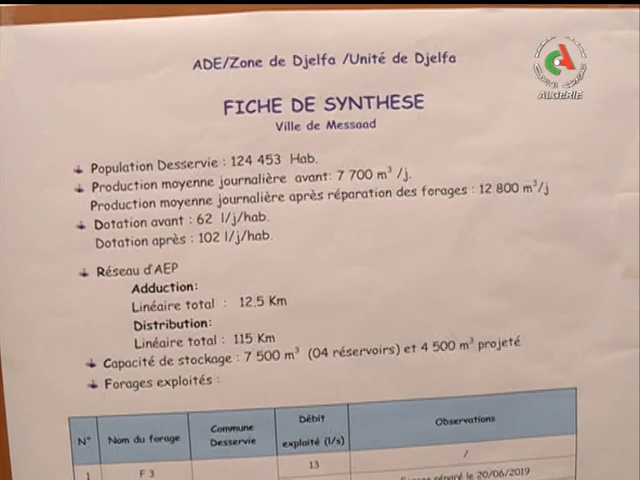 ADE/Zone de Djelfa /Unité de Djelfa
FICHE DE SYNTHESE
Ville de Messaad
Population Desservie : 124 453 Hab.
Production moyenne journalière avant: 7 700 m³ /j.
Production moyenne journalière après réparation des forages : 12 800 m³/j
Dotation avant : 62 l/j/hab.
Dotation après : 102 l/j/hab.
Réseau d'AEP
Adduction:
Linéaire total : 12.5 Km
Distribution:
Linéaire total : 115 Km
Capacité de stockage : 7 500 m³ (04 réservoirs) et 4 500 m³ projeté
Forages exploités :
N° Nom du forage Commune Desservie Débit exploité (l/s) Observations
1 F 3 13 /
20/06/2019
ALGERIE